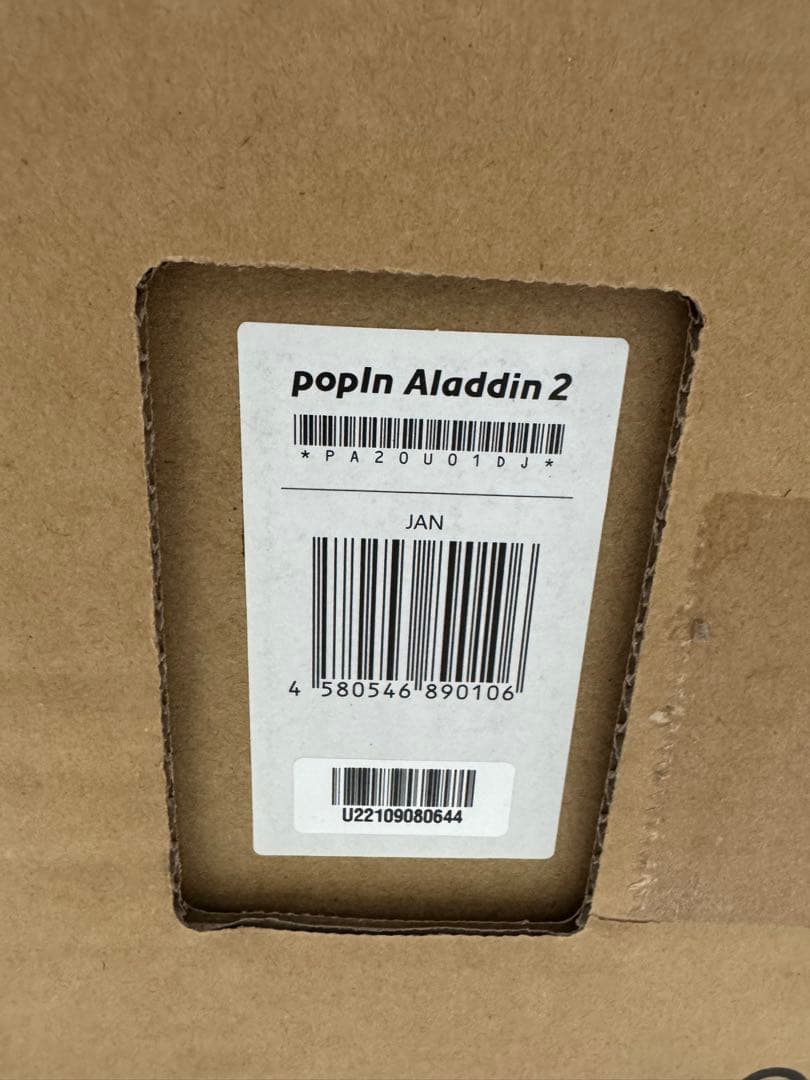 popIn Aladdin 2
*PA20U01DJ*
JAN
4 580546 890106
U22109080644